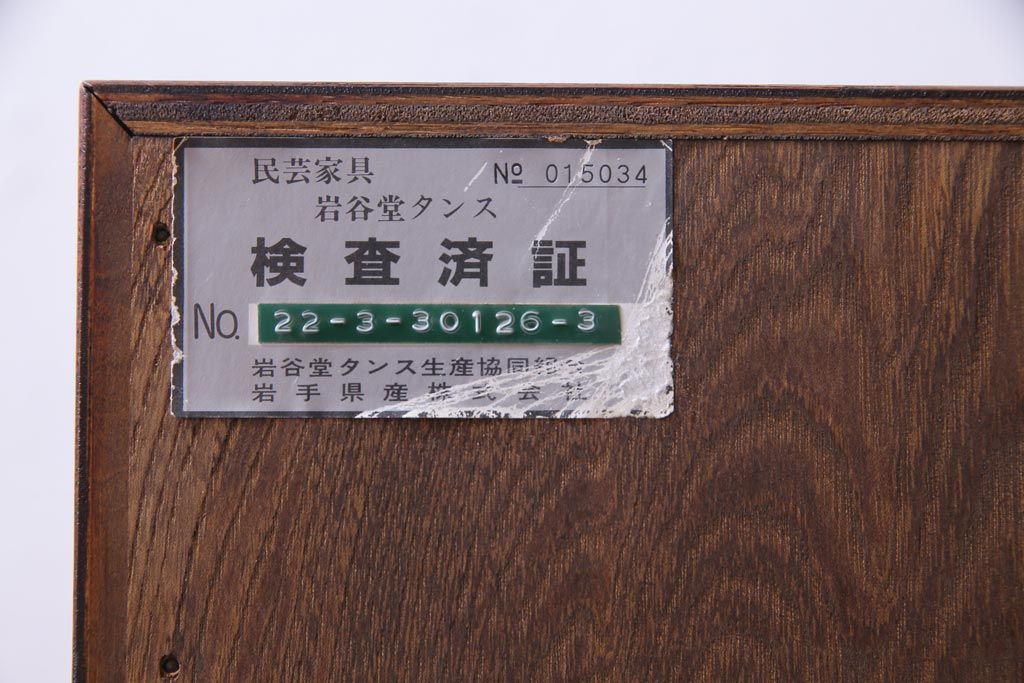 民芸家具 Nº 015034
岩谷堂タンス
検査済証
No. 22-3-30126-3
岩谷堂タンス生産協同組合
岩手県産株式会社